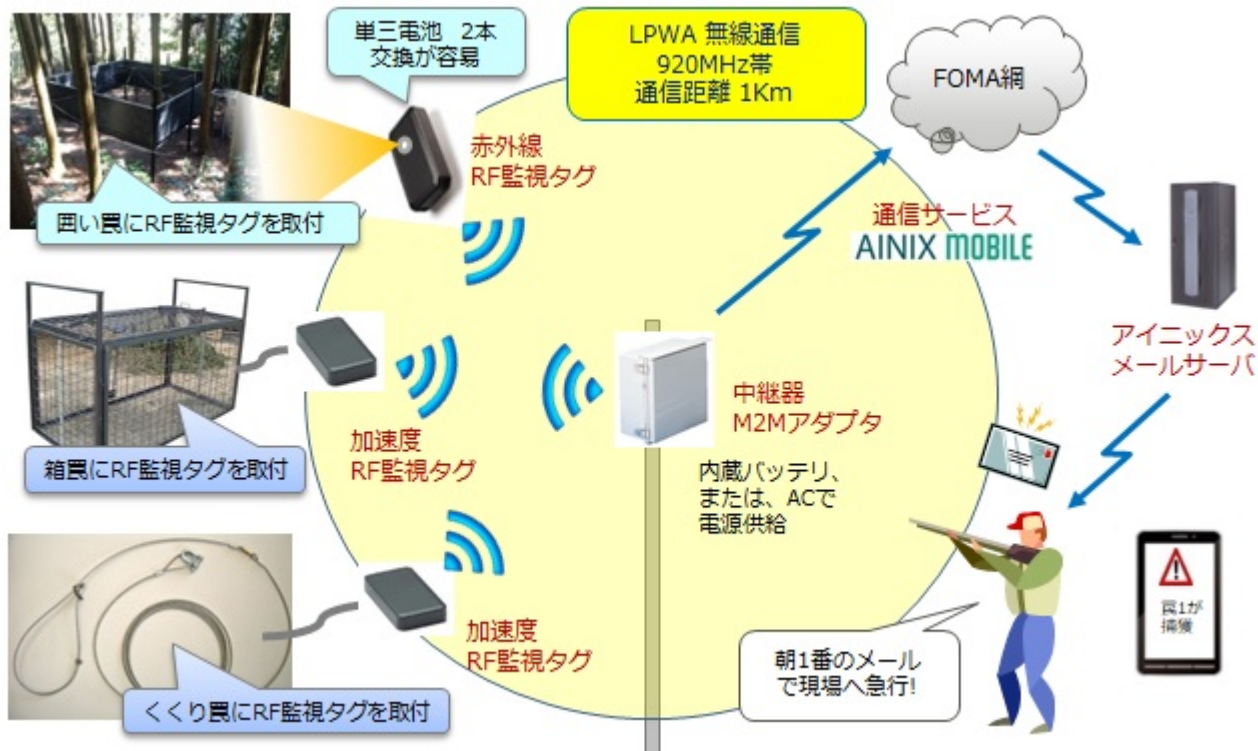 単三電池 2本
交換が容易
LPWA 無線通信
920MHz帯
通信距離 1Km
FOMA網
赤外線
RF監視タグ
囲い罠にRF監視タグを取付
通信サービス
AINIX MOBILE
アイニックス
メールサーバ
中継器
M2Mアダプタ
加速度
RF監視タグ
箱罠にRF監視タグを取付
内蔵バッテリ、
または、ACで
電源供給
罠1が
捕獲
加速度
RF監視タグ
朝1番のメール
で現場へ急行!
くくり罠にRF監視タグを取付